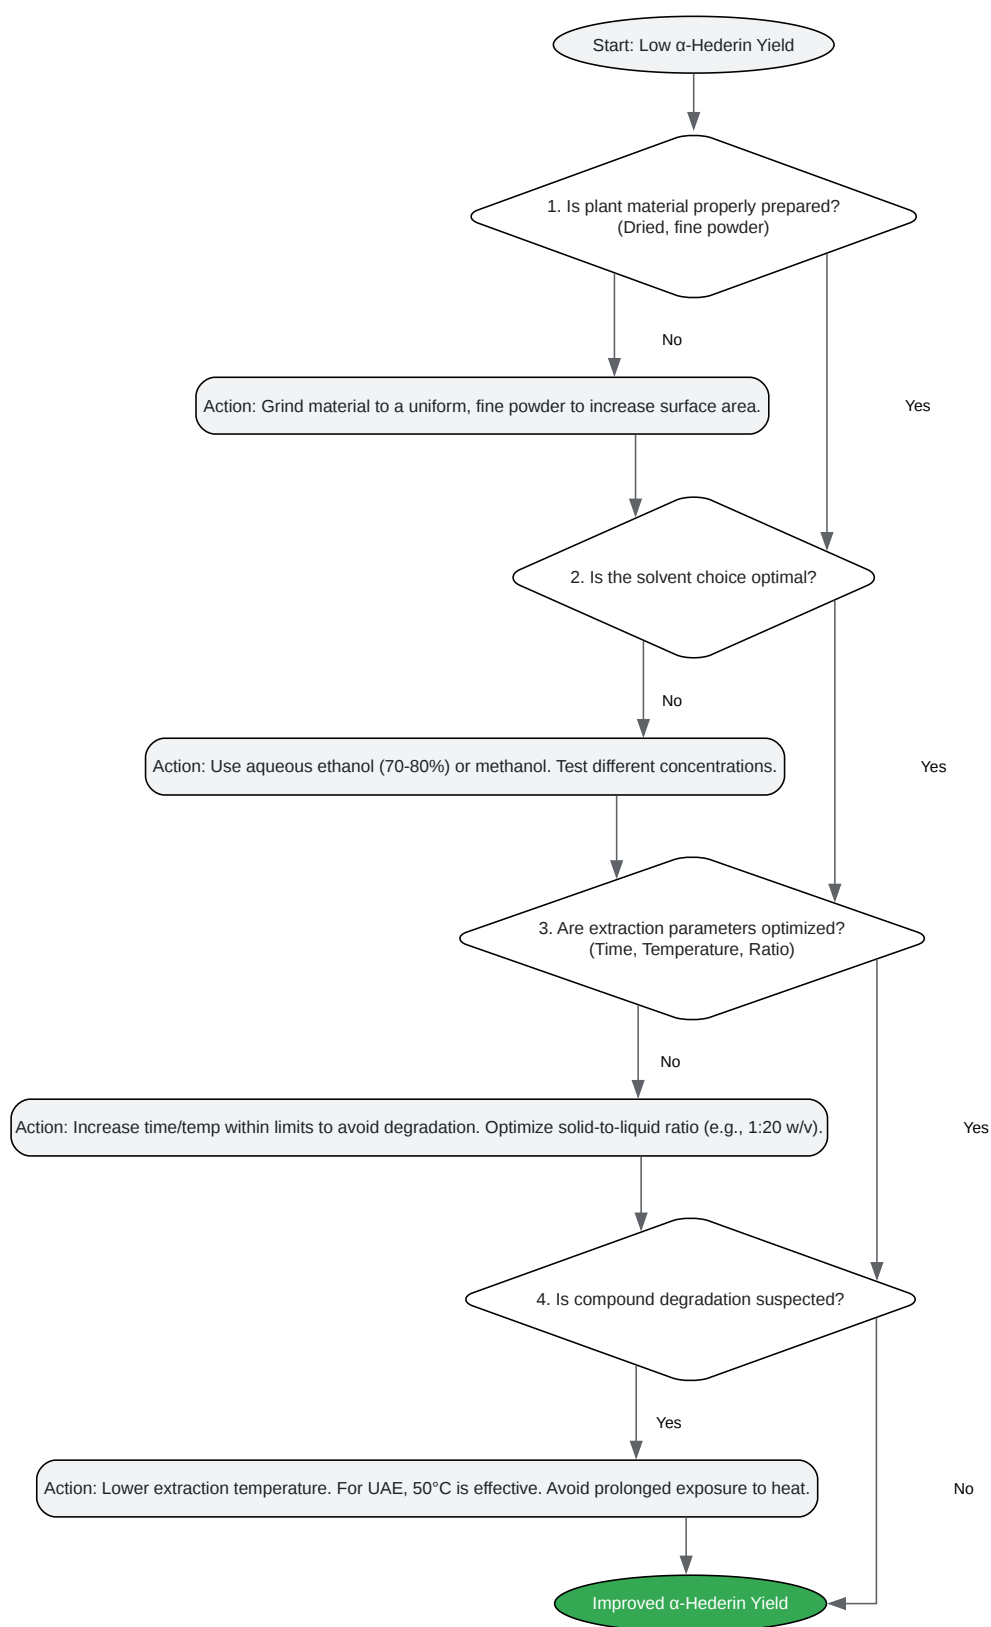 Start: Low α-Hederin Yield
1. Is plant material properly prepared?
(Dried, fine powder)
No
Action: Grind material to a uniform, fine powder to increase surface area.
Yes
2. Is the solvent choice optimal?
No
Action: Use aqueous ethanol (70-80%) or methanol. Test different concentrations.
Yes
3. Are extraction parameters optimized?
(Time, Temperature, Ratio)
No
Action: Increase time/temp within limits to avoid degradation. Optimize solid-to-liquid ratio (e.g., 1:20 w/v).
Yes
4. Is compound degradation suspected?
Yes
Action: Lower extraction temperature. For UAE, 50°C is effective. Avoid prolonged exposure to heat.
No
Improved α-Hederin Yield